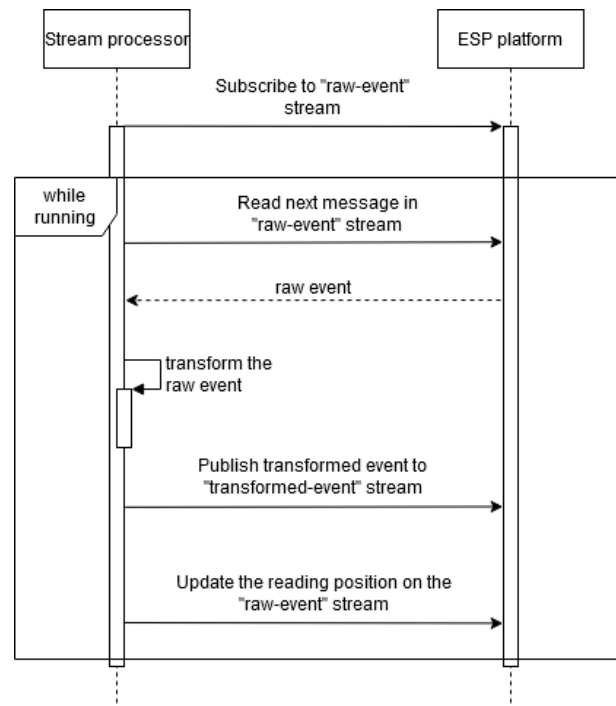 Stream processor
ESP platform
Subscribe to "raw-event"
stream
while
running
Read next message in
"raw-event" stream
raw event
transform the
raw event
Publish transformed event to
"transformed-event" stream
Update the reading position on the
"raw-event" stream